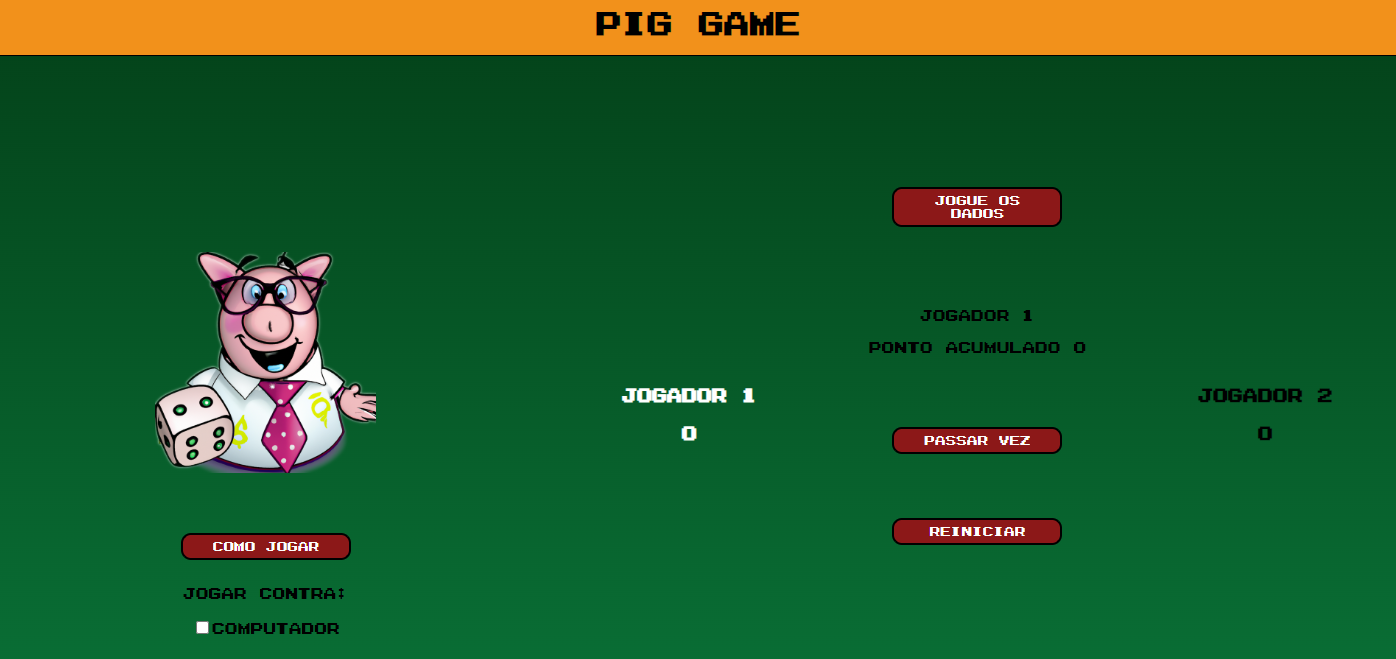 PIG GAME
JOGUE OS
DADOS
JOGADOR 1
PONTO ACUMULADO 0
JOGADOR 1
0
JOGADOR 2
0
PASSAR VEZ
REINICIAR
COMO JOGAR
JOGAR CONTRA:
COMPUTADOR